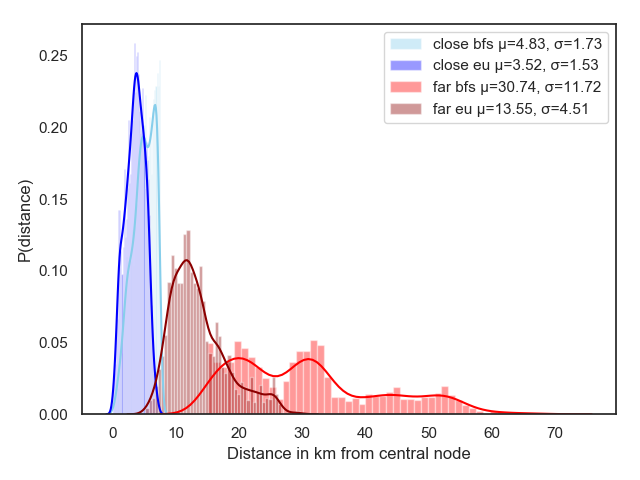 close bfs μ=4.83, σ=1.73
close eu μ=3.52, σ=1.53
far bfs μ=30.74, σ=11.72
far eu μ=13.55, σ=4.51
P(distance)
0.25
0.20
0.15
0.10
0.05
0.00
0 10 20 30 40 50 60 70
Distance in km from central node